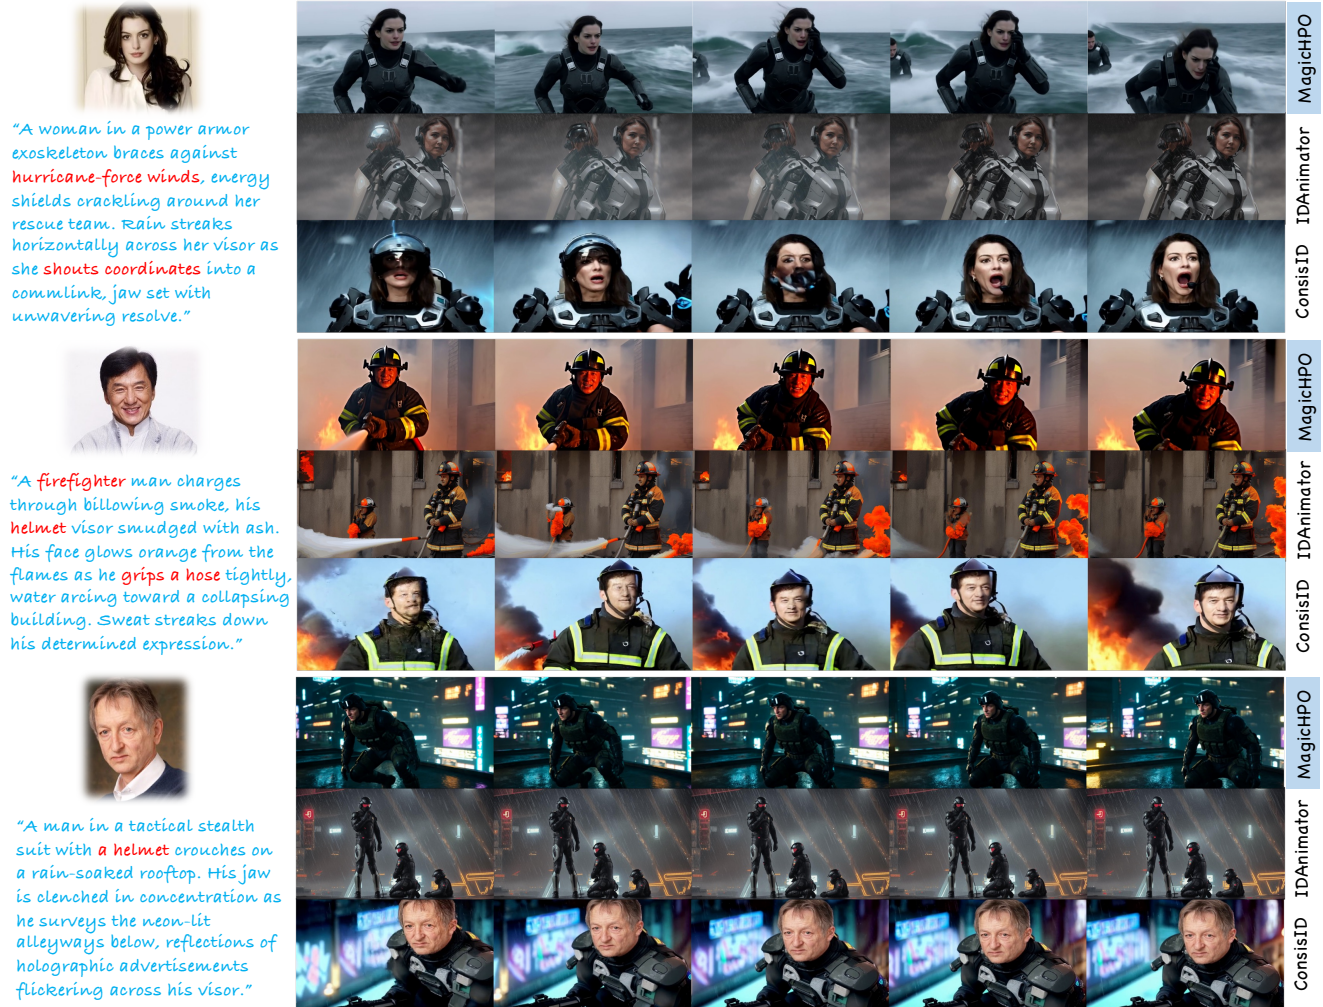 “A woman in a power armor
exoskeleton braces against
hurricane-force winds, energy
shields crackling around her
rescue team. Rain streaks
horizontally across her visor as
she shouts coordinates into a
commlink, jaw set with
unwavering resolve.”
MagicHPO
IDAnimator
ConsisID
“A firefighter man charges
through billowing smoke, his
helmet visor smudged with ash.
His face glows orange from the
flames as he grips a hose tightly,
water arcing toward a collapsing
building. Sweat streaks down
his determined expression.”
MagicHPO
IDAnimator
ConsisID
“A man in a tactical stealth
suit with a helmet crouches on
a rain-soaked rooftop. His jaw
is clenched in concentration as
he surveys the neon-lit
alleyways below, reflections of
holographic advertisements
flickering across his visor.”
MagicHPO
IDAnimator
ConsisID